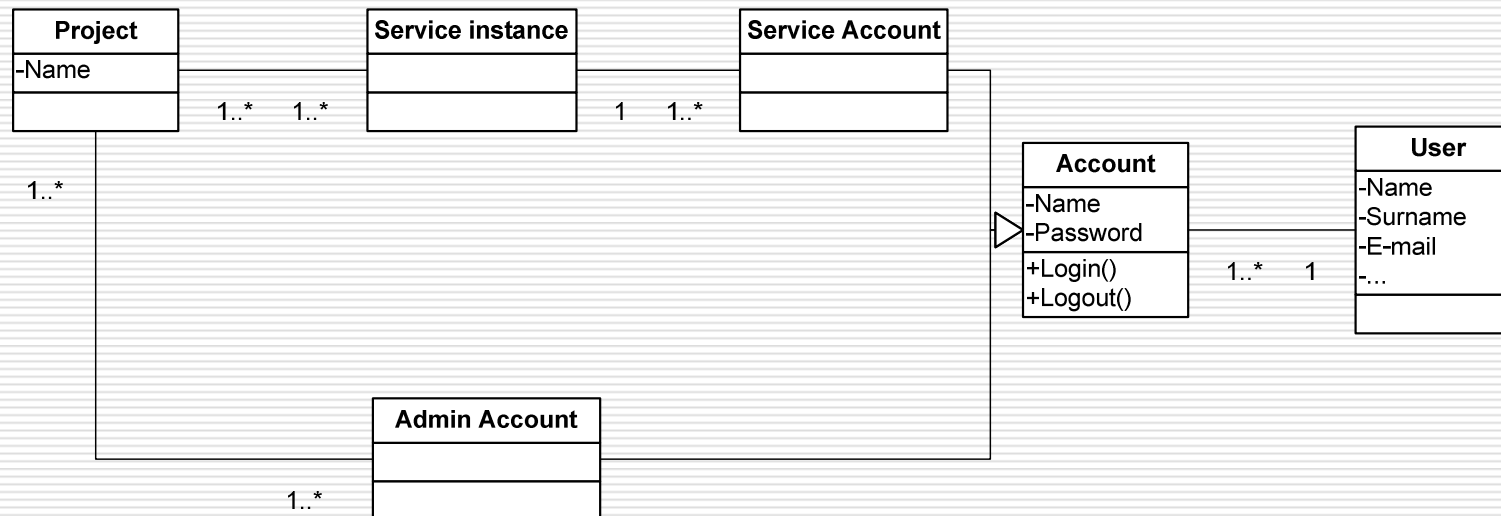 Project
-Name
Service instance
Service Account
1..* 1..*
1 1..*
1..*
Account
-Name
-Password
+Login()
+Logout()
User
-Name
-Surname
-E-mail
-...
1..* 1
Admin Account
1..*